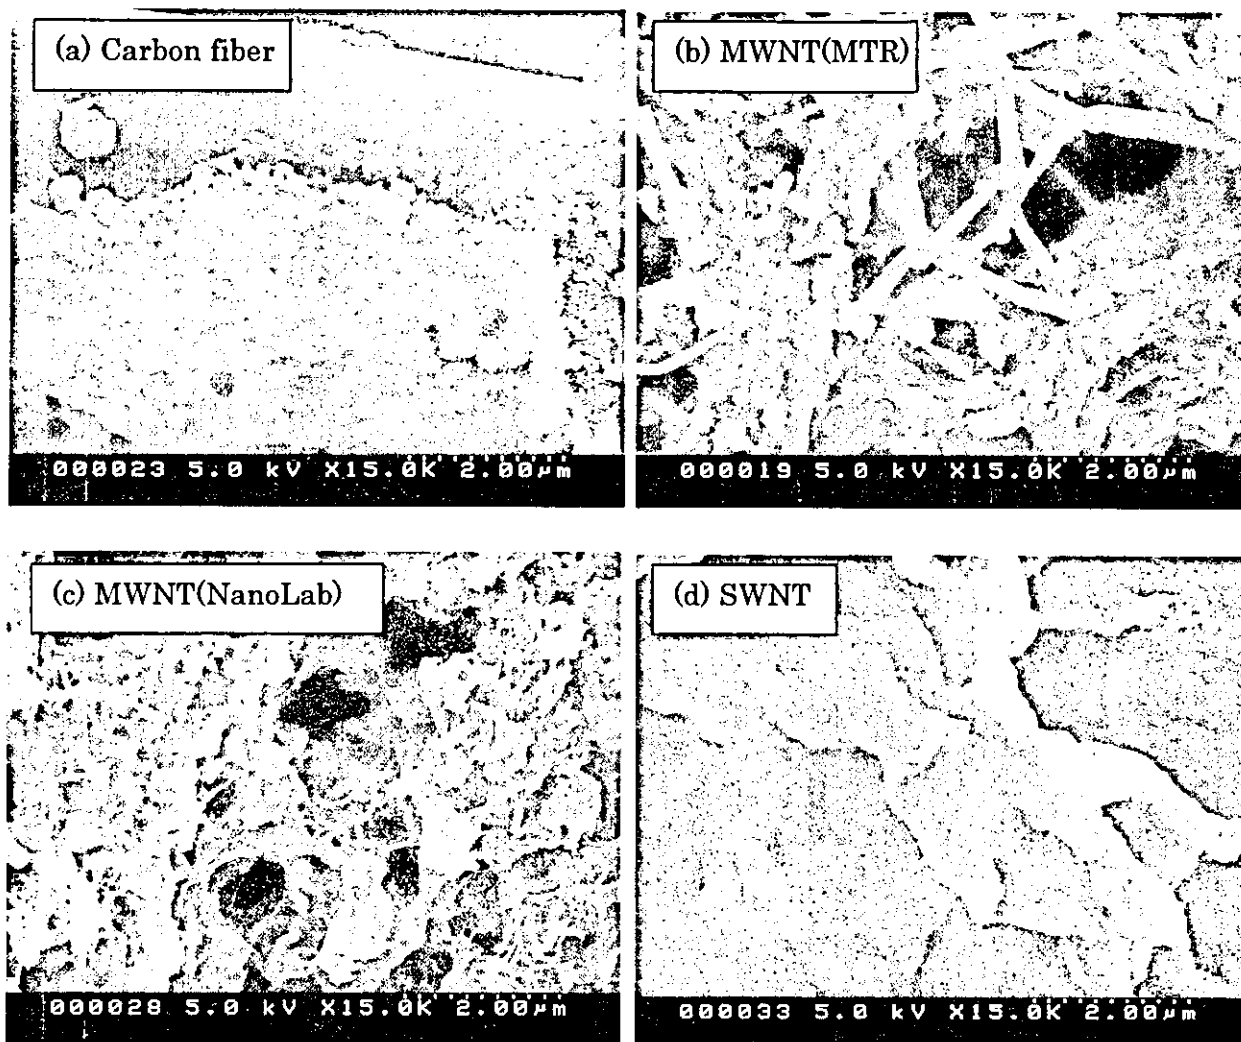 (a) Carbon fiber
(b) MWNT(MTR)
000023 5.0 kV X15.0K 2.00µm
000019 5.0 kV X15.0K 2.00µm
(c) MWNT(NanoLab)
(d) SWNT
000028 5.0 kV X15.0K 2.00µm
000033 5.0 kV X15.0K 2.00µm